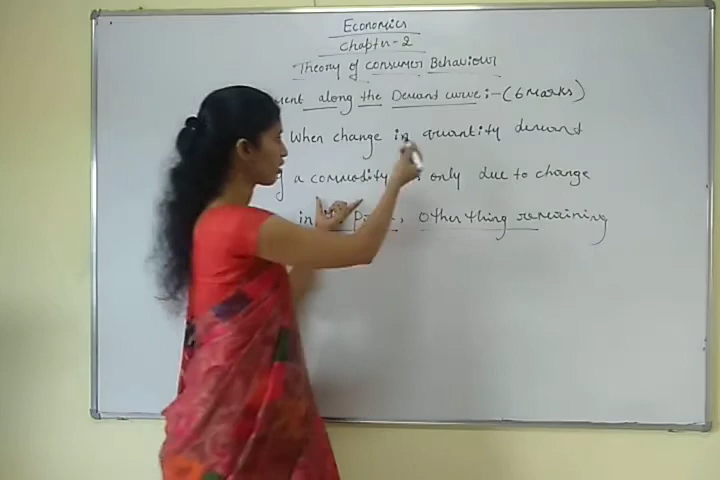 Economics
Chapter-2
Theory of consumer Behaviour
along the Demand curve:-(6 Marks)
When change in quantity demand
a commodity only due to change
in , other thing remaining